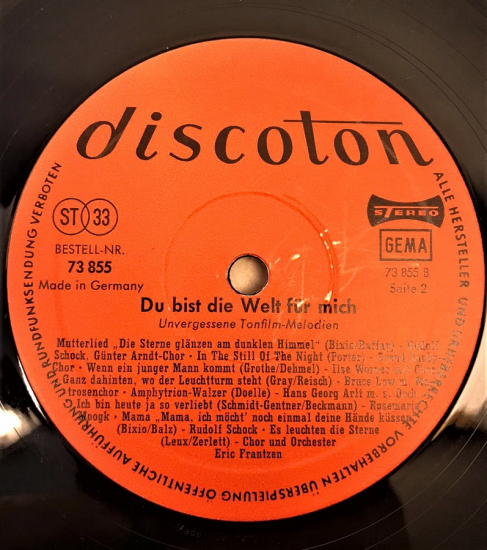 discoton
ST 33
STEREO
BESTELL-NR.
GEMA
73 855
73 855 B
Made in Germany
Seite 2
Du bist die Welt für mich
Unvergessene Tonfilm-Melodien
Mutterlied „Die Sterne glänzen am dunklen Himmel" (Bixio/ - Rudolf
Schock, Günter Arndt-Chor · In The Still Of The Night (Porter)
Chor · Wenn ein junger Mann kommt (Grothe/Dehmel) - Ilse Werner
Ganz dahinten, wo der Leuchtturm steht (Gray/Reisch) - Bruce Low
trosenchor · Amphytrion-Walzer (Doelle) - Hans Georg Arlt m. s. Orch
Ich bin heute ja so verliebt (Schmidt-Gentner/Beckmann) - Rosemarie
Mama „Mama, ich möcht' noch einmal deine Hände küssen
(Bixio/Balz) - Rudolf Schock · Es leuchten die Sterne
(Leux/Zerlett) - Chor und Orchester
Eric Frantzen
ALLE HERSTELLER UND VORBEHALTEN ÜBERSPIELUNG ÖFFENTLICHE AUFFÜHRUNG UND RUNDFUNKSENDUNG VERBOTEN